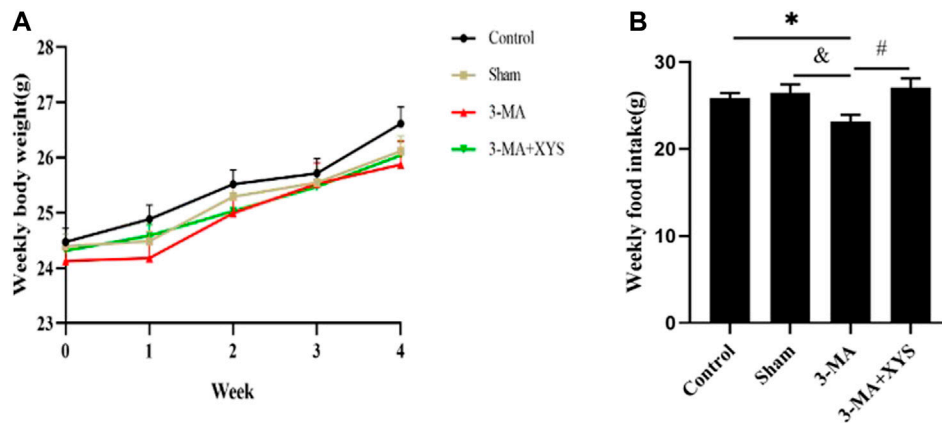 A
Weekly body weight(g)
28
27
26
25
24
23
0 1 2 3 4
Week
Control
Sham
3-MA
3-MA+XYS
B
Weekly food intake(g)
30
20
10
0
*
&
#
Control
Sham
3-MA
3-MA+XYS